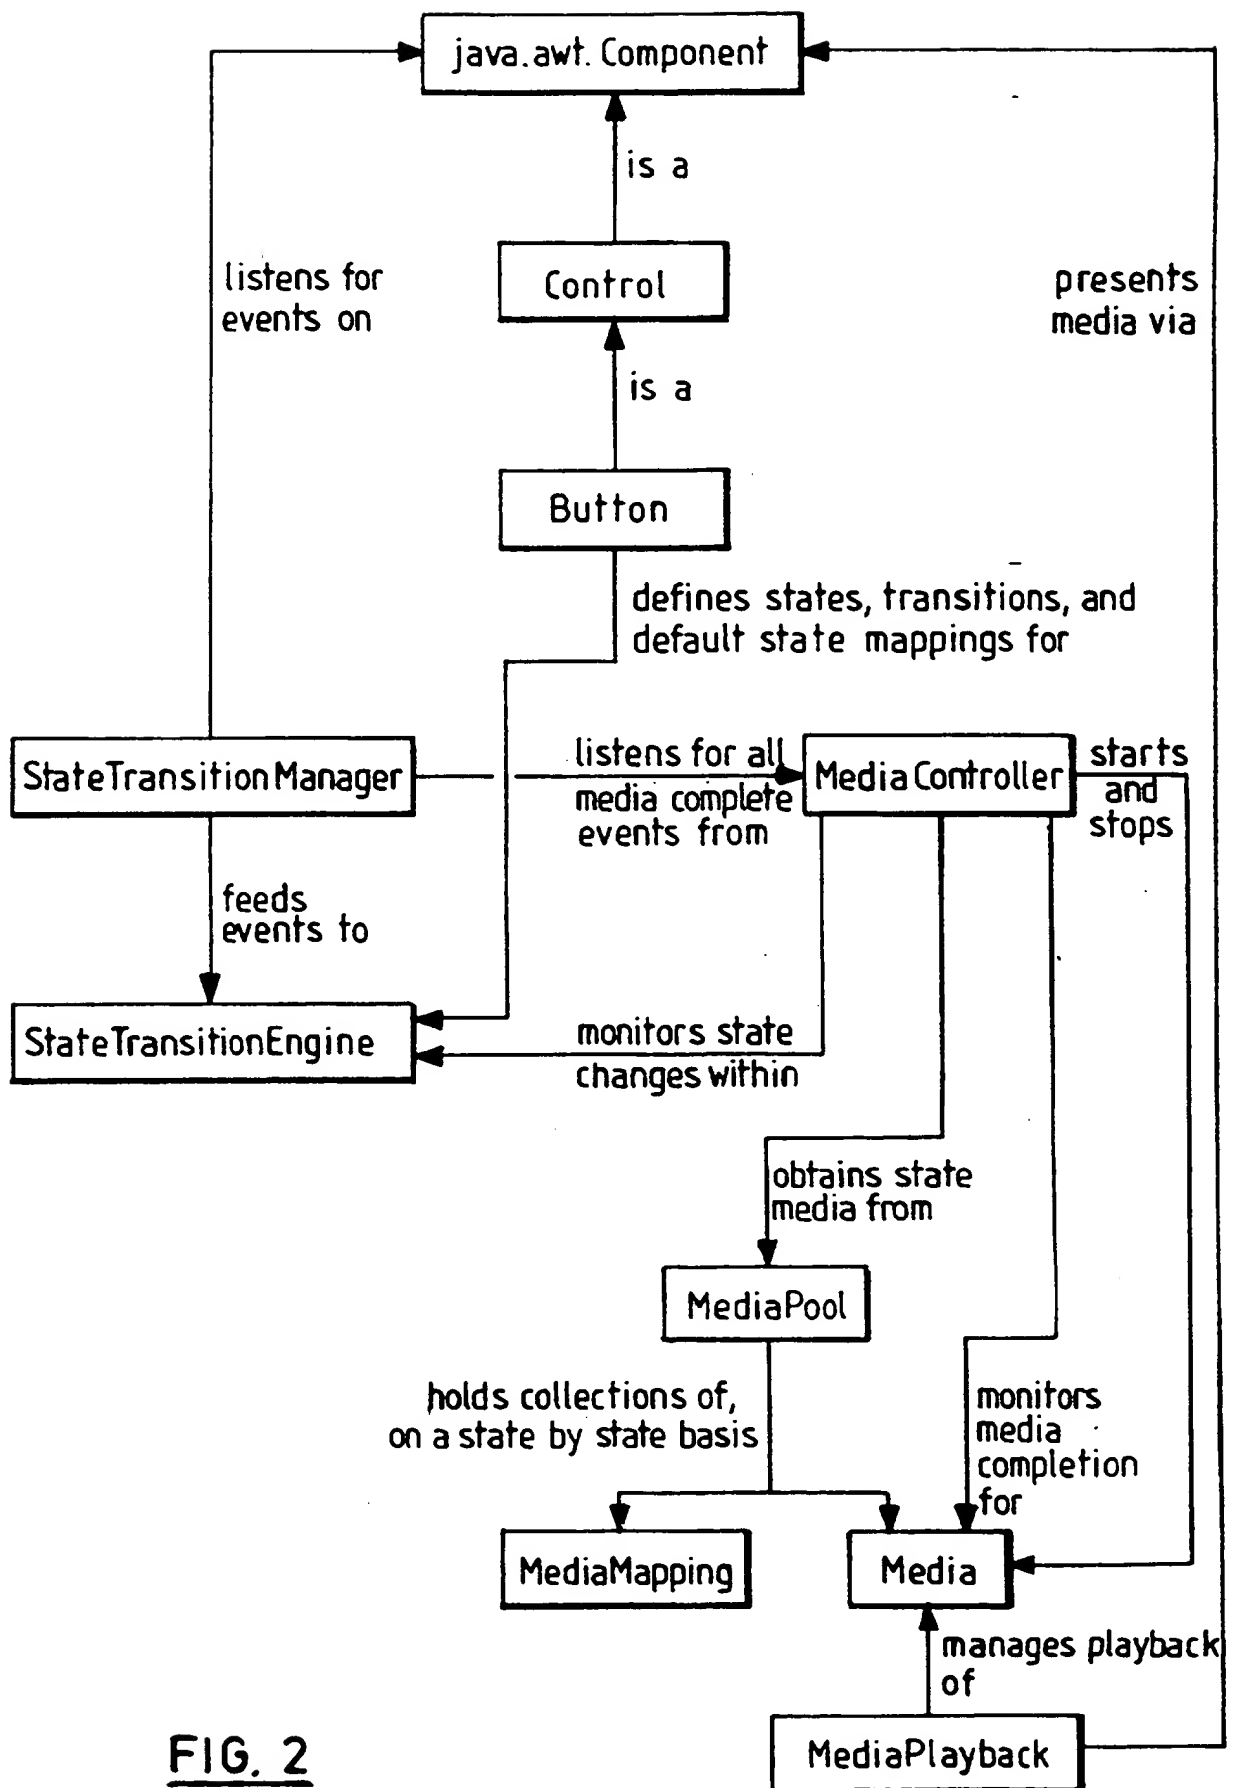 java.awt.Component
is a
listens for
events on
Control
presents
media via
is a
Button
defines states, transitions, and
default state mappings for
StateTransitionManager
listens for all
media complete
events from
MediaController
starts
and
stops
feeds
events to
StateTransitionEngine
monitors state
changes within
obtains state
media from
MediaPool
holds collections of,
on a state by state basis
monitors
media
completion
for
MediaMapping
Media
manages playback
of
MediaPlayback
FIG. 2